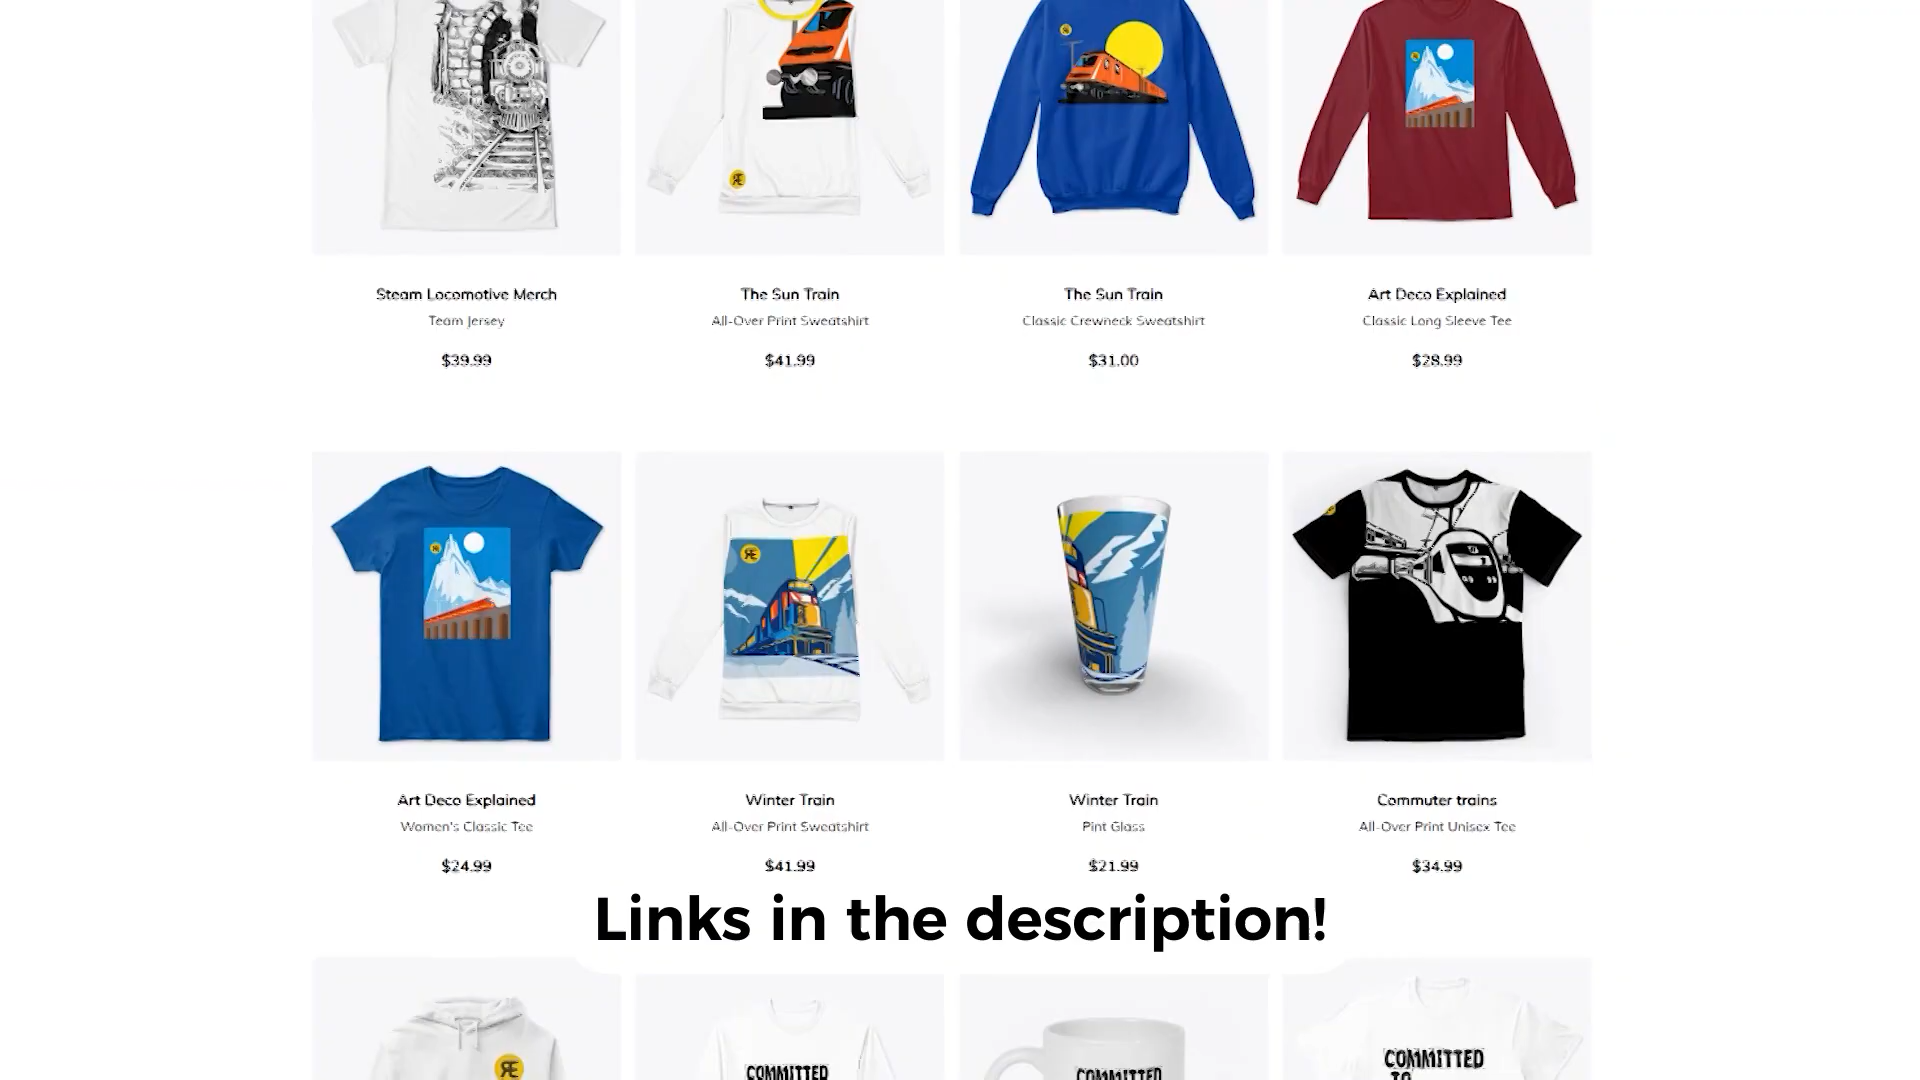 Steam Locomotive Merch
Team Jersey
$39.99
The Sun Train
All-Over Print Sweatshirt
$41.99
The Sun Train
Classic Crewneck Sweatshirt
$31.00
Art Deco Explained
Classic Long Sleeve Tee
$28.99
Art Deco Explained
Women's Classic Tee
$24.99
Winter Train
All-Over Print Sweatshirt
$41.99
Winter Train
Pint Glass
$21.99
Commuter trains
All-Over Print Unisex Tee
$34.99
Links in the description!
COMMITTED
COMMITTED
COMMITTED
TO